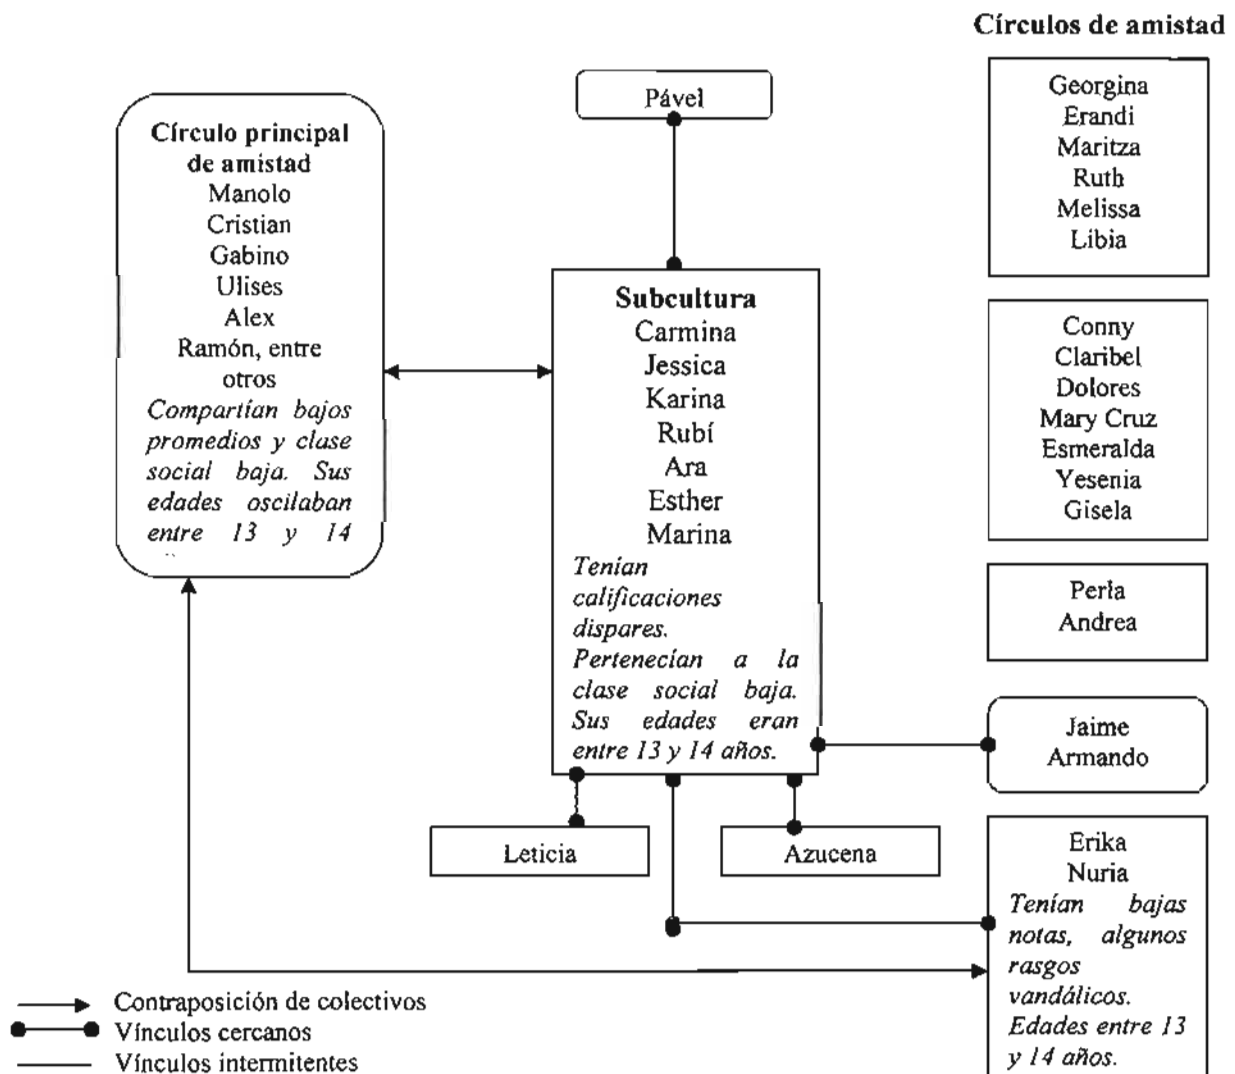 Círculos de amistad
Pável
Círculo principal
de amistad
Manolo
Cristian
Gabino
Ulises
Alex
Ramón, entre
otros
Compartían bajos
promedios y clase
social baja. Sus
edades oscilaban
entre 13 y 14
Subcultura
Carmina
Jessica
Karina
Rubí
Ara
Esther
Marina
Tenían
calificaciones
dispares.
Pertenecían a la
clase social baja.
Sus edades eran
entre 13 y 14 años.
Leticia
Azucena
Georgina
Erandi
Maritza
Ruth
Melissa
Libia
Conny
Claribel
Dolores
Mary Cruz
Esmeralda
Yesenia
Gisela
Perla
Andrea
Jaime
Armando
Erika
Nuria
Tenían bajas
notas, algunos
rasgos
vandálicos.
Edades entre 13
y 14 años.
Contraposición de colectivos
Vínculos cercanos
Vínculos intermitentes